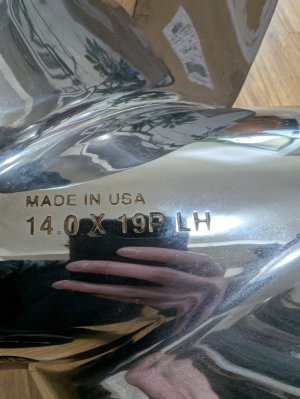 MADE IN USA
14.0 X 19P LH